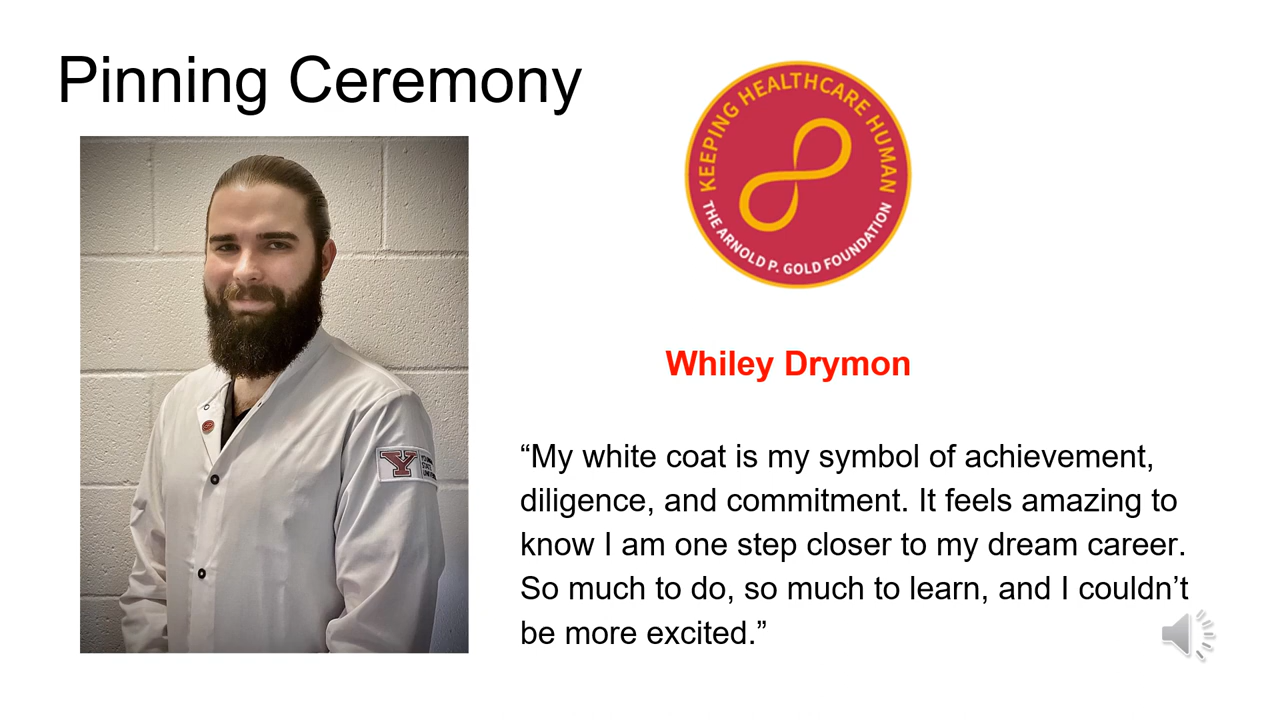 Pinning Ceremony
KEEPING HEALTHCARE HUMAN
THE ARNOLD P. GOLD FOUNDATION
Y
Whiley Drymon
“My white coat is my symbol of achievement,
diligence, and commitment. It feels amazing to
know I am one step closer to my dream career.
So much to do, so much to learn, and I couldn’t
be more excited.”